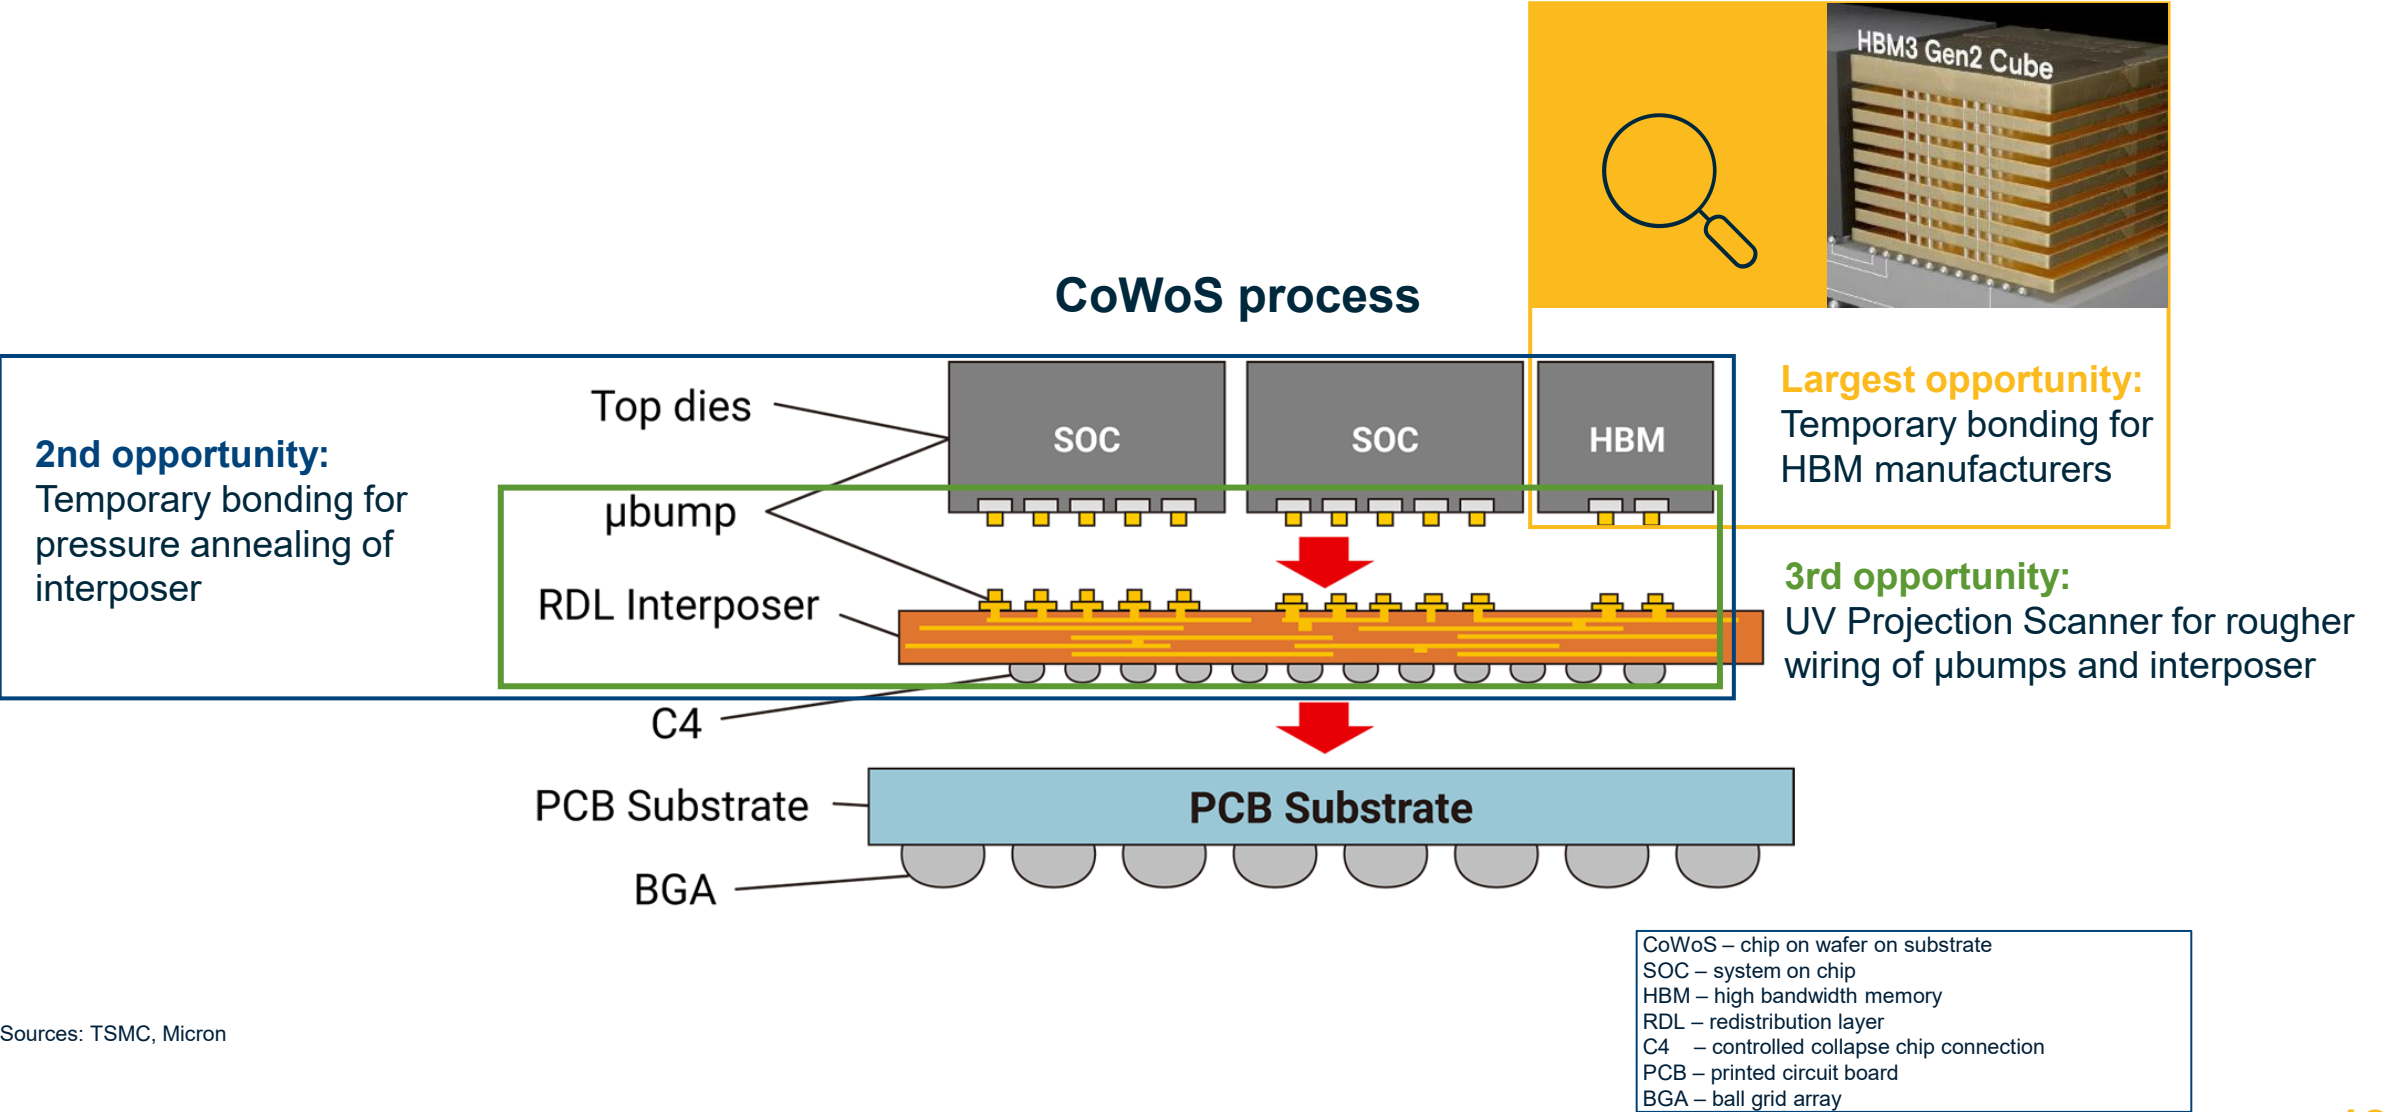 HBM3 Gen2 Cube
CoWoS process
Largest opportunity:
Temporary bonding for
HBM manufacturers
2nd opportunity:
Temporary bonding for
pressure annealing of
interposer
Top dies
SOC
SOC
HBM
µbump
RDL Interposer
3rd opportunity:
UV Projection Scanner for rougher
wiring of µbumps and interposer
C4
PCB Substrate
PCB Substrate
BGA
CoWoS – chip on wafer on substrate
SOC – system on chip
HBM – high bandwidth memory
RDL – redistribution layer
C4 – controlled collapse chip connection
PCB – printed circuit board
BGA – ball grid array
Sources: TSMC, Micron